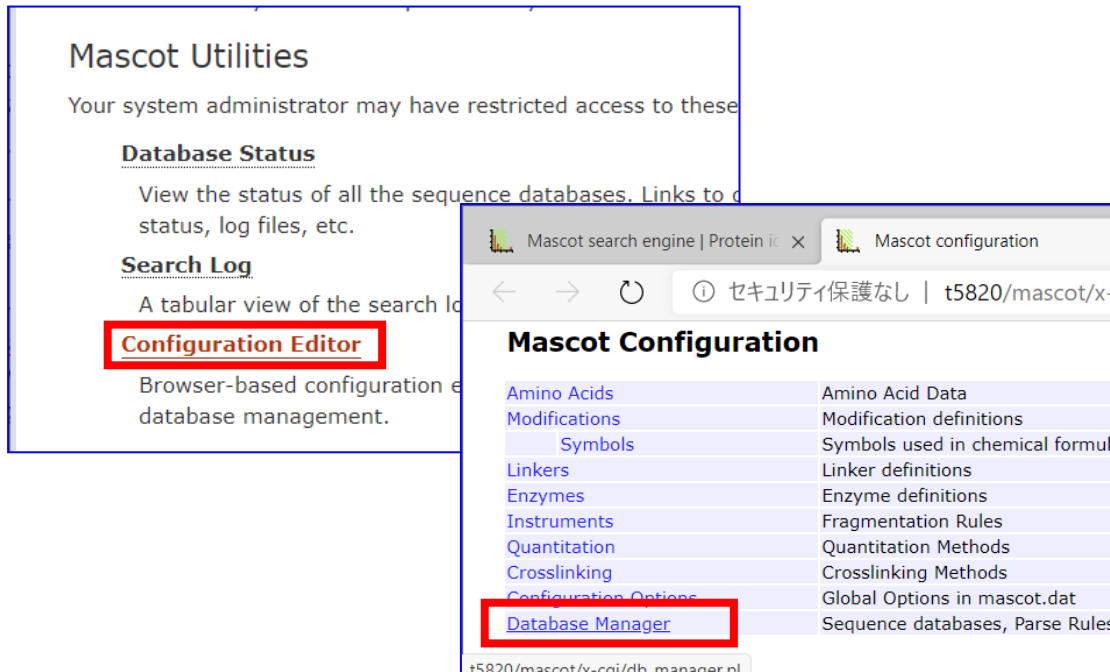 Mascot Utilities
Your system administrator may have restricted access to these
Database Status
View the status of all the sequence databases. Links to
status, log files, etc.
Search Log
A tabular view of the search
Configuration Editor
Browser-based configuration
database management.
Mascot search engine | Protein
Mascot configuration
セキュリティ保護なし | t5820/mascot/x-
Mascot Configuration
Amino Acids Amino Acid Data
Modifications Modification definitions
Symbols Symbols used in chemical formul
Linkers Linker definitions
Enzymes Enzyme definitions
Instruments Fragmentation Rules
Quantitation Quantitation Methods
Crosslinking Crosslinking Methods
Configuration Options Global Options in mascot.dat
Database Manager Sequence databases, Parse Rules
t5820/mascot/x-cgi/db_manager.pl